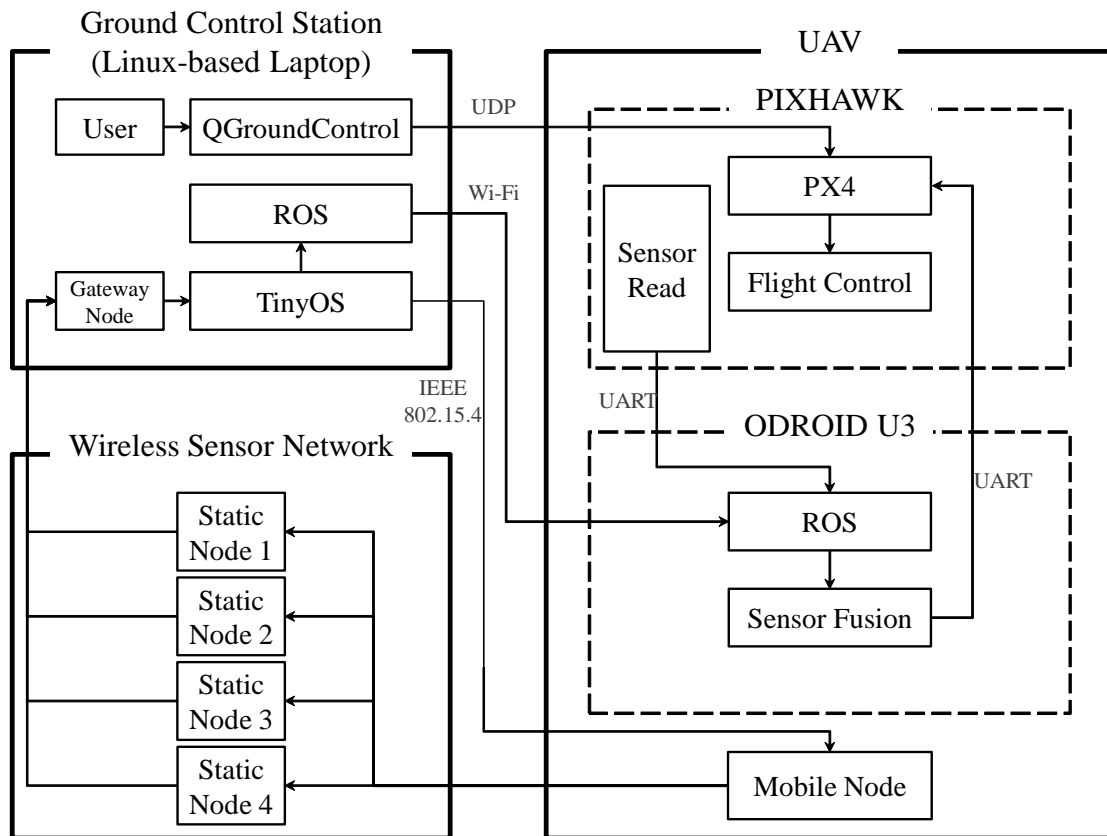 Ground Control Station
(Linux-based Laptop)
User
QGroundControl
ROS
Gateway
Node
TinyOS
UDP
Wi-Fi
IEEE
802.15.4
UAV
PIXHAWK
PX4
Sensor
Read
Flight Control
UART
ODROID U3
ROS
UART
Sensor Fusion
Mobile Node
Wireless Sensor Network
Static
Node 1
Static
Node 2
Static
Node 3
Static
Node 4